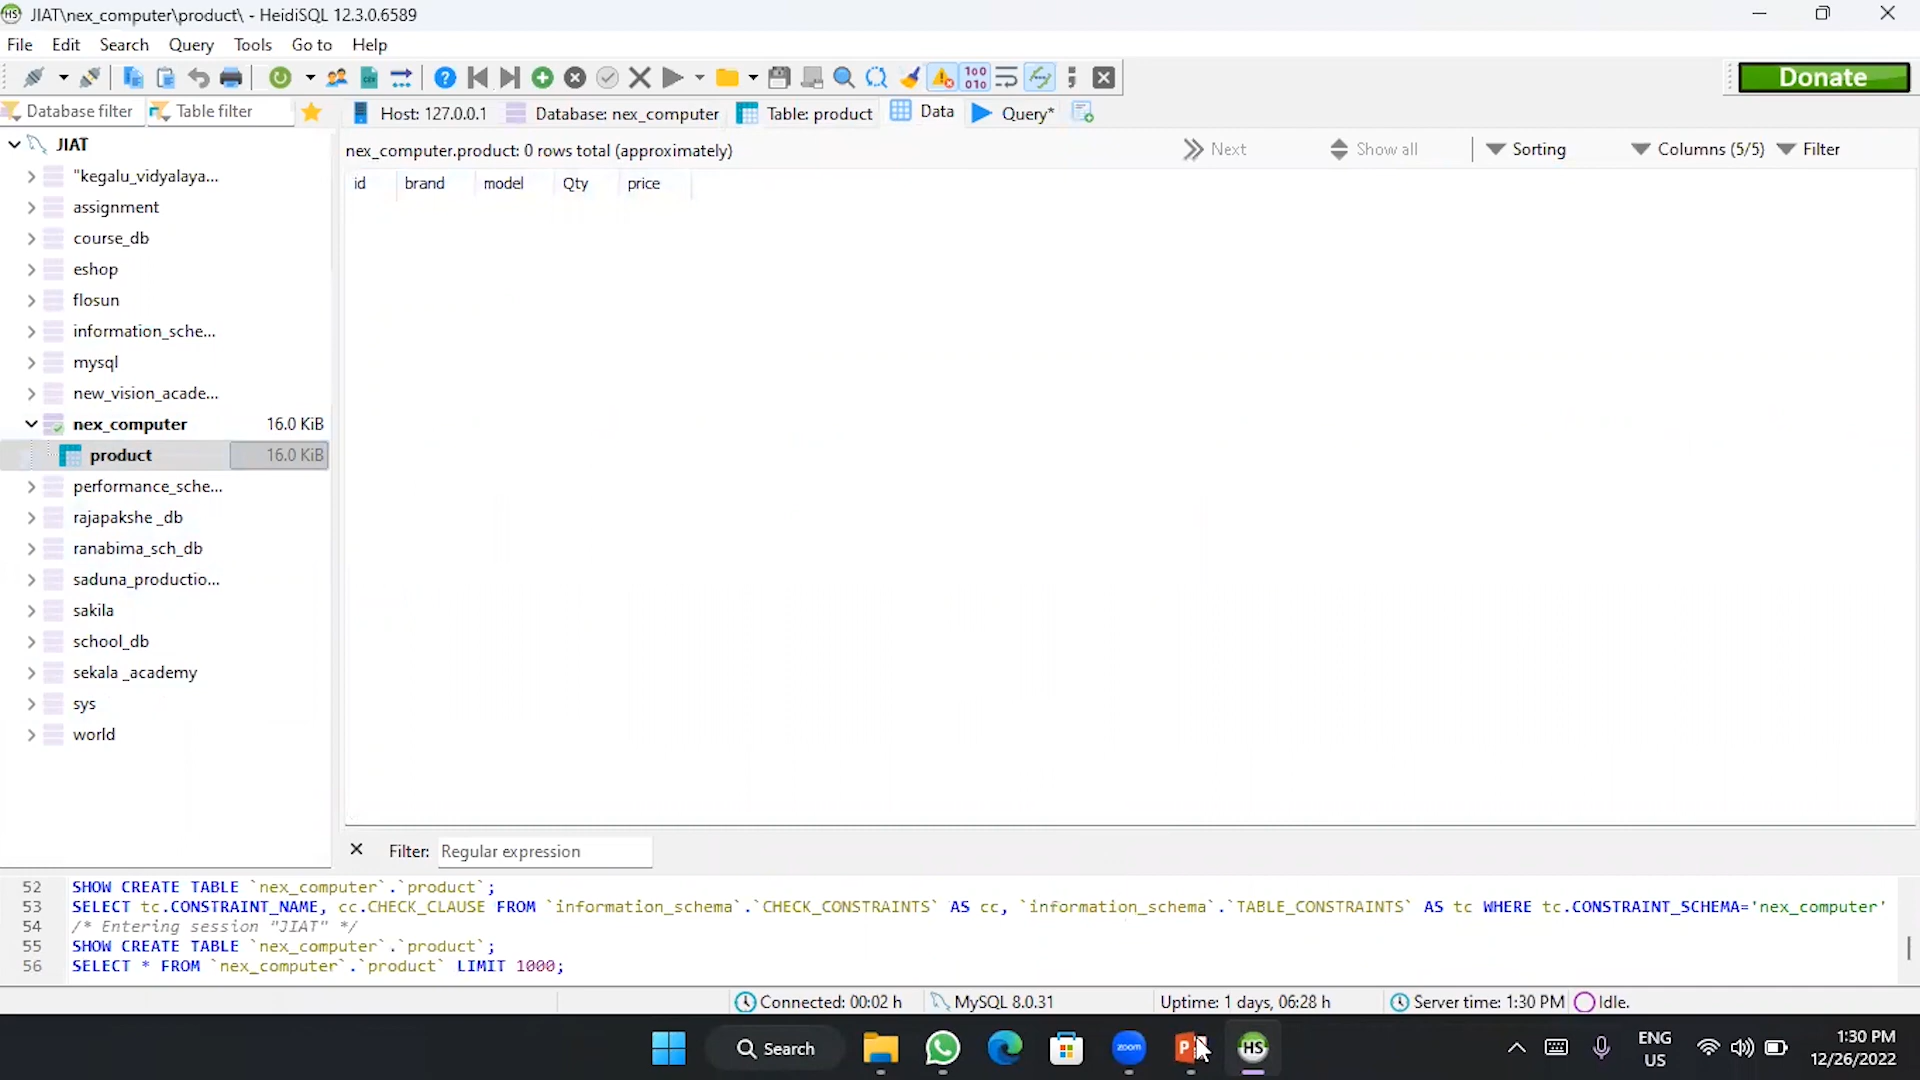 JIAT\nex_computer\product\ - HeidiSQL 12.3.0.6589
File Edit Search Query Tools Go to Help
Donate
Database filter Table filter Host: 127.0.0.1 Database: nex_computer Table: product Data Query*
JIAT
"kegalu_vidyalaya...
assignment
course_db
eshop
flosun
information_sche...
mysql
new_vision_acade...
nex_computer 16.0 KiB
product 16.0 KiB
performance_sche...
rajapakshe _db
ranabima_sch_db
saduna_productio...
sakila
school_db
sekala _academy
sys
world
nex_computer.product: 0 rows total (approximately) Next Show all Sorting Columns (5/5) Filter
id brand model Qty price
Filter: Regular expression
52 SHOW CREATE TABLE `nex_computer`.`product`;
53 SELECT tc.CONSTRAINT_NAME, cc.CHECK_CLAUSE FROM `information_schema`.`CHECK_CONSTRAINTS` AS cc, `information_schema`.`TABLE_CONSTRAINTS` AS tc WHERE tc.CONSTRAINT_SCHEMA='nex_computer'
54 /* Entering session "JIAT" */
55 SHOW CREATE TABLE `nex_computer`.`product`;
56 SELECT * FROM `nex_computer`.`product` LIMIT 1000;
Connected: 00:02 h MySQL 8.0.31 Uptime: 1 days, 06:28 h Server time: 1:30 PM Idle.
Search zoom P HS ENG US 1:30 PM
12/26/2022